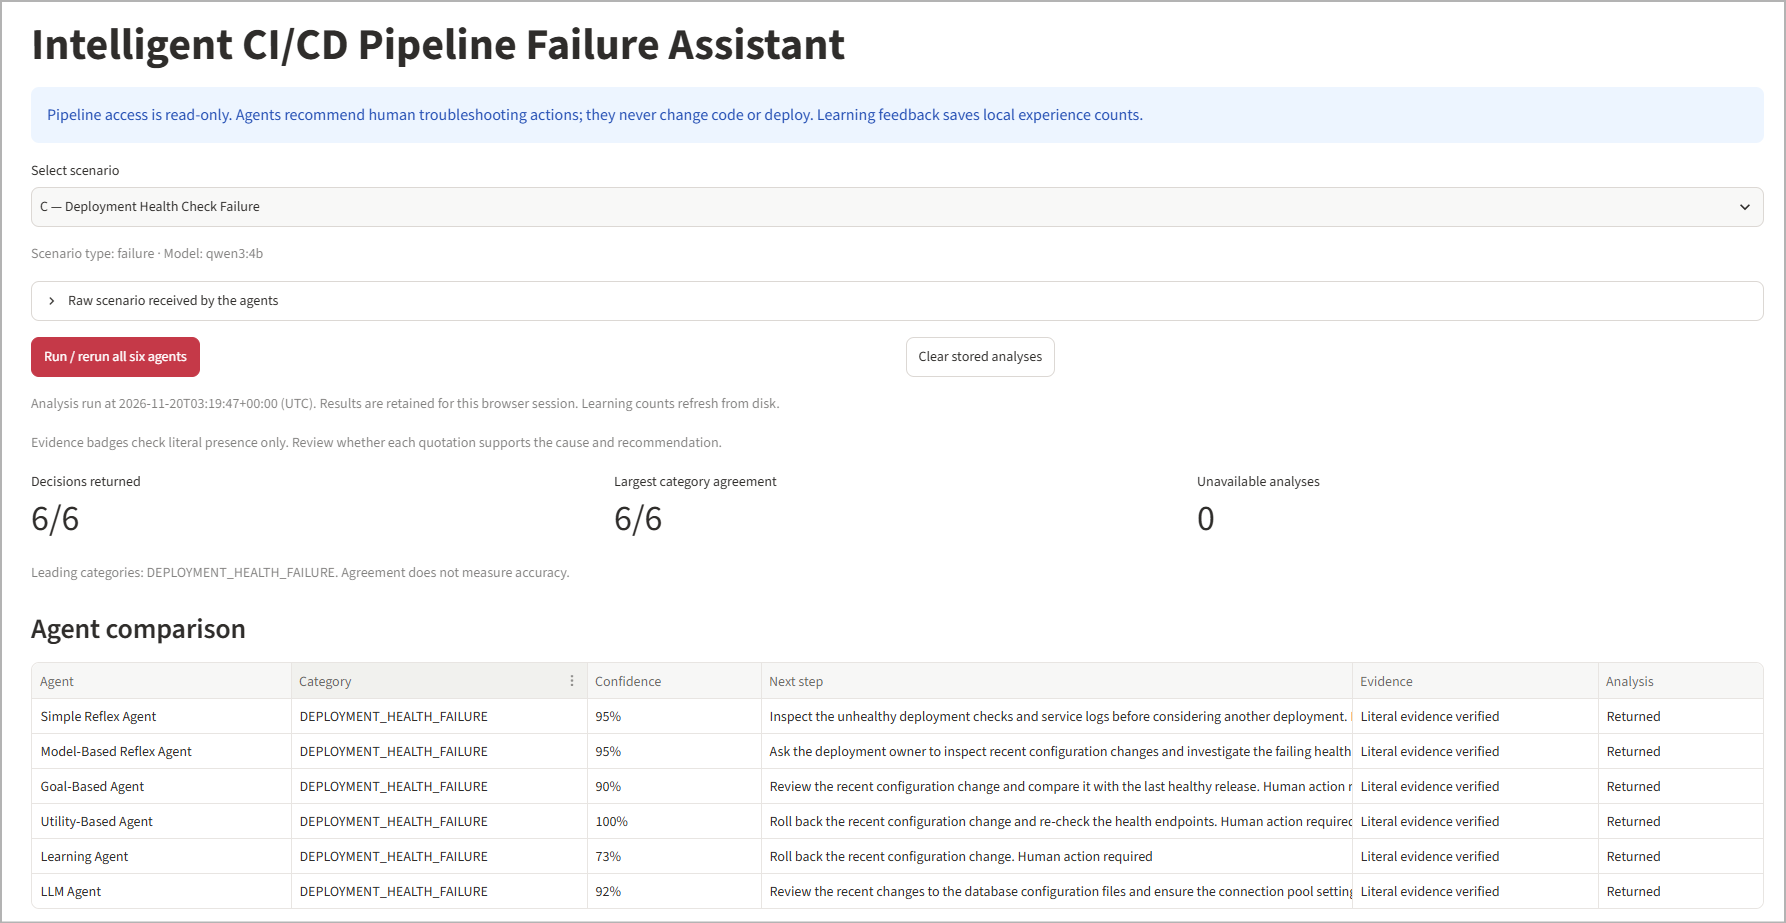 Intelligent CI/CD Pipeline Failure Assistant
Pipeline access is read-only. Agents recommend human troubleshooting actions; they never change code or deploy. Learning feedback saves local experience counts.
Select scenario
C — Deployment Health Check Failure
Scenario type: failure · Model: qwen3:4b
Raw scenario received by the agents
Run / rerun all six agents Clear stored analyses
Analysis run at 2026-11-20T03:19:47+00:00 (UTC). Results are retained for this browser session. Learning counts refresh from disk.
Evidence badges check literal presence only. Review whether each quotation supports the cause and recommendation.
Decisions returned Largest category agreement Unavailable analyses
6/6 6/6 0
Leading categories: DEPLOYMENT_HEALTH_FAILURE. Agreement does not measure accuracy.
Agent comparison
Agent Category Confidence Next step Evidence Analysis
Simple Reflex Agent DEPLOYMENT_HEALTH_FAILURE 95% Inspect the unhealthy deployment checks and service logs before considering another deployment. Literal evidence verified Returned
Model-Based Reflex Agent DEPLOYMENT_HEALTH_FAILURE 95% Ask the deployment owner to inspect recent configuration changes and investigate the failing health Literal evidence verified Returned
Goal-Based Agent DEPLOYMENT_HEALTH_FAILURE 90% Review the recent configuration change and compare it with the last healthy release. Human action r Literal evidence verified Returned
Utility-Based Agent DEPLOYMENT_HEALTH_FAILURE 100% Roll back the recent configuration change and re-check the health endpoints. Human action required Literal evidence verified Returned
Learning Agent DEPLOYMENT_HEALTH_FAILURE 73% Roll back the recent configuration change. Human action required Literal evidence verified Returned
LLM Agent DEPLOYMENT_HEALTH_FAILURE 92% Review the recent changes to the database configuration files and ensure the connection pool setting Literal evidence verified Returned